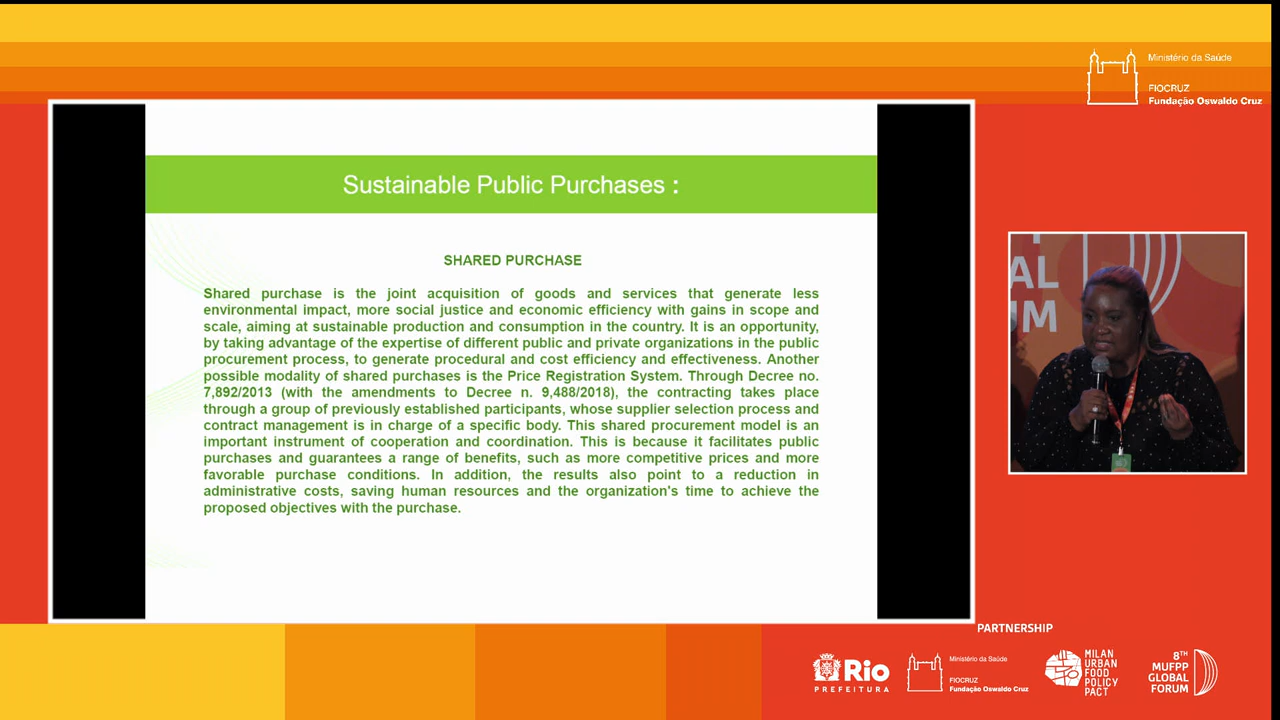 Ministério da Saúde
FIOCRUZ
Fundação Oswaldo Cruz
Sustainable Public Purchases :
SHARED PURCHASE
Shared purchase is the joint acquisition of goods and services that generate less
environmental impact, more social justice and economic efficiency with gains in scope and
scale, aiming at sustainable production and consumption in the country. It is an opportunity,
by taking advantage of the expertise of different public and private organizations in the public
procurement process, to generate procedural and cost efficiency and effectiveness. Another
possible modality of shared purchases is the Price Registration System. Through Decree no.
7,892/2013 (with the amendments to Decree n. 9,488/2018), the contracting takes place
through a group of previously established participants, whose supplier selection process and
contract management is in charge of a specific body. This shared procurement model is an
important instrument of cooperation and coordination. This is because it facilitates public
purchases and guarantees a range of benefits, such as more competitive prices and more
favorable purchase conditions. In addition, the results also point to a reduction in
administrative costs, saving human resources and the organization's time to achieve the
proposed objectives with the purchase.
AL
UM
PARTNERSHIP
Rio
PREFEITURA
Ministério da Saúde
FIOCRUZ
Fundação Oswaldo Cruz
MILAN
URBAN
FOOD
POLICY
PACT
8TH
MUFPP
GLOBAL
FORUM